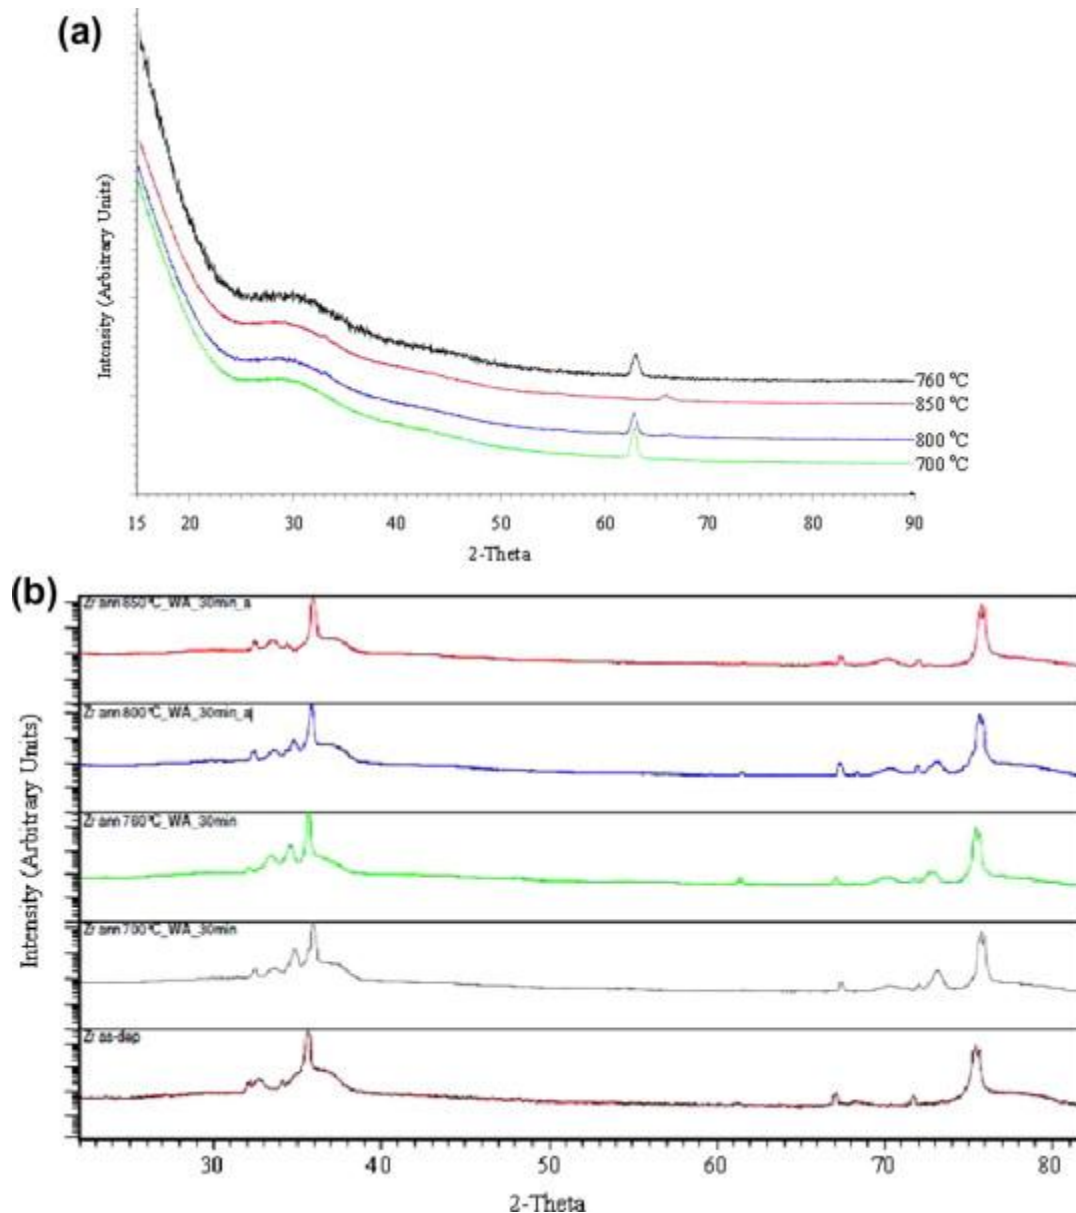 (a)
Intensity (Arbitrary Units)
760 °C
850 °C
800 °C
700 °C
15 20 30 40 50 60 70 80 90
2-Theta
(b)
Intensity (Arbitrary Units)
Zr ann 850°C_WA_30min_a
Zr ann 800°C_WA_30min_a
Zr ann 760°C_WA_30min
Zr ann 700°C_WA_30min
Zr as-dep
30 40 50 60 70 80
2-Theta